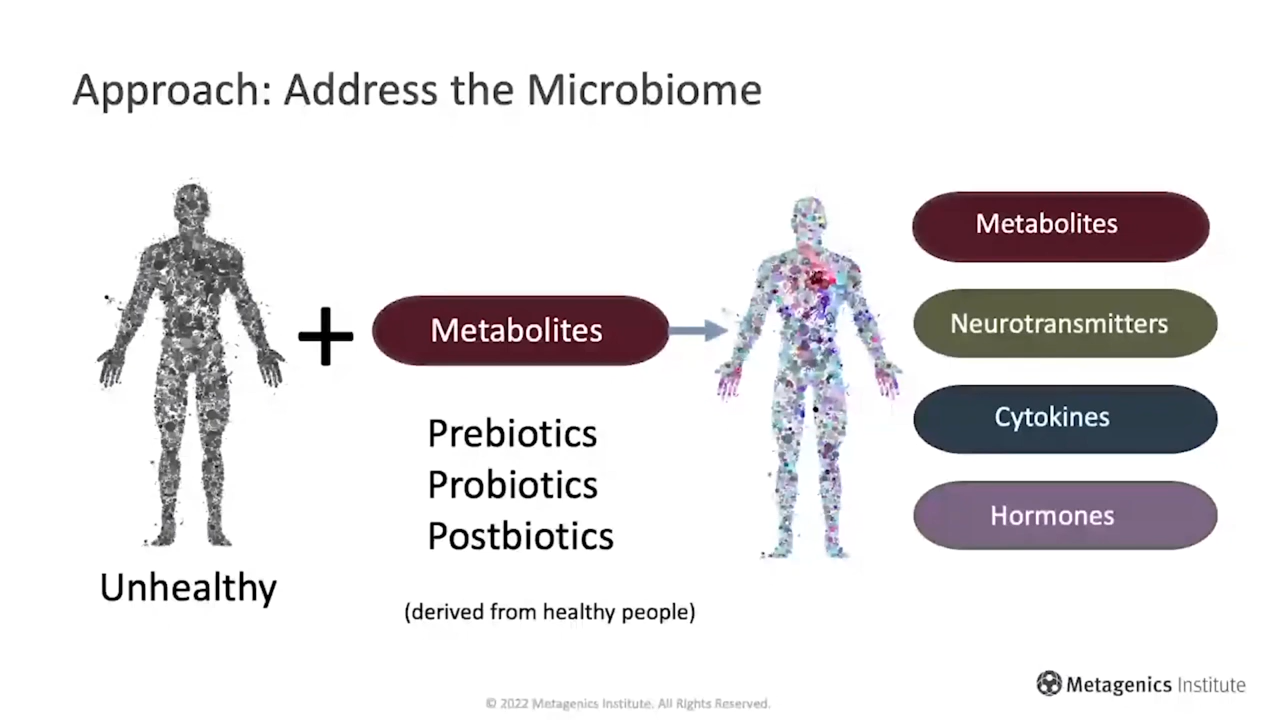 Approach: Address the Microbiome
Unhealthy
+
Metabolites
Prebiotics
Probiotics
Postbiotics
(derived from healthy people)
Metabolites
Neurotransmitters
Cytokines
Hormones
Metagenics Institute
© 2022 Metagenics Institute. All Rights Reserved.